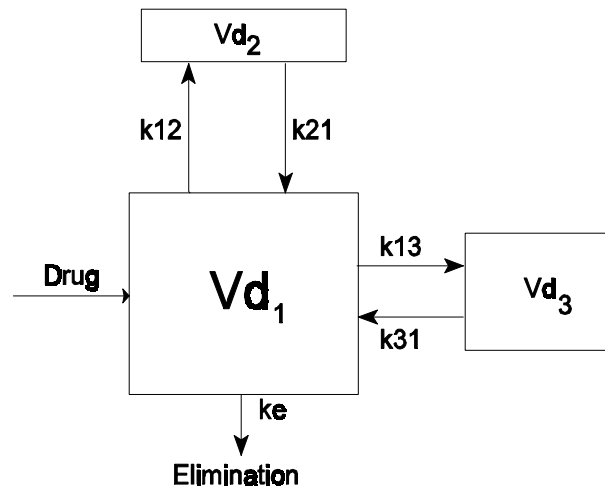 Vd2
k12
k21
Drug
Vd1
k13
Vd3
k31
ke
Elimination